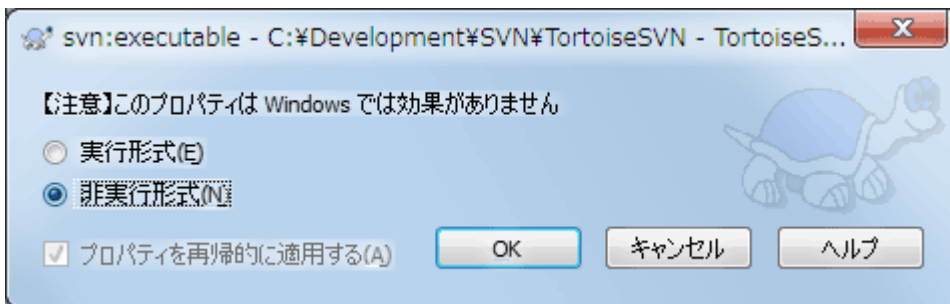 svn:executable - C:¥Development¥SVN¥TortoiseSVN - TortoiseS...
【注意】このプロパティは Windows では効果がありません
実行形式(E)
非実行形式(N)
プロパティを再帰的に適用する(A) OK キャンセル ヘルプ